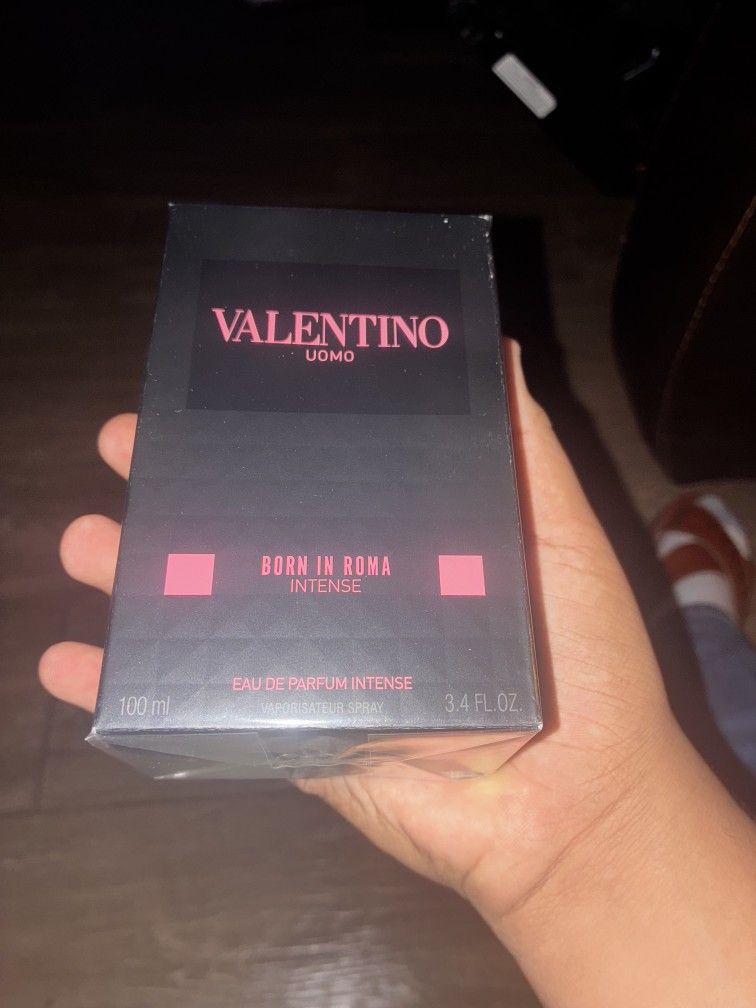 VALENTINO
UOMO
BORN IN ROMA
INTENSE
EAU DE PARFUM INTENSE
100 ml VAPORISATEUR SPRAY 3.4 FL.OZ.